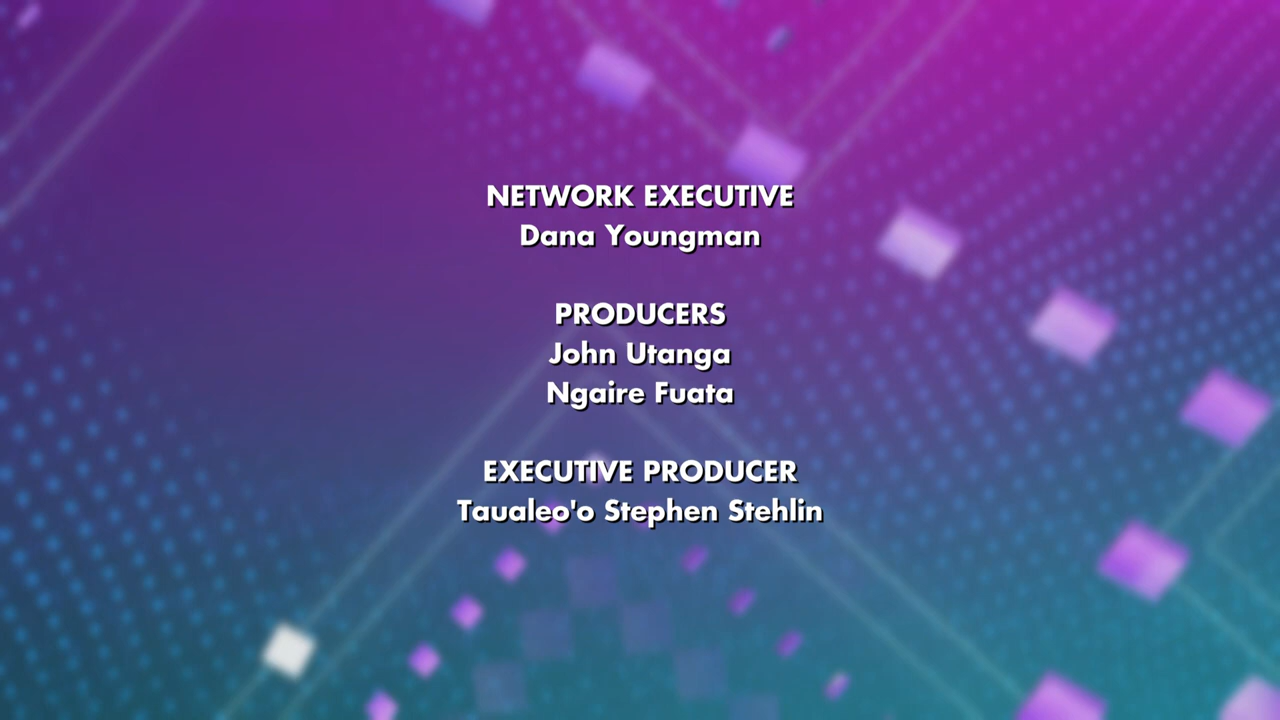 NETWORK EXECUTIVE
Dana Youngman
PRODUCERS
John Utanga
Ngaire Fuata
EXECUTIVE PRODUCER
Taualeo'o Stephen Stehlin